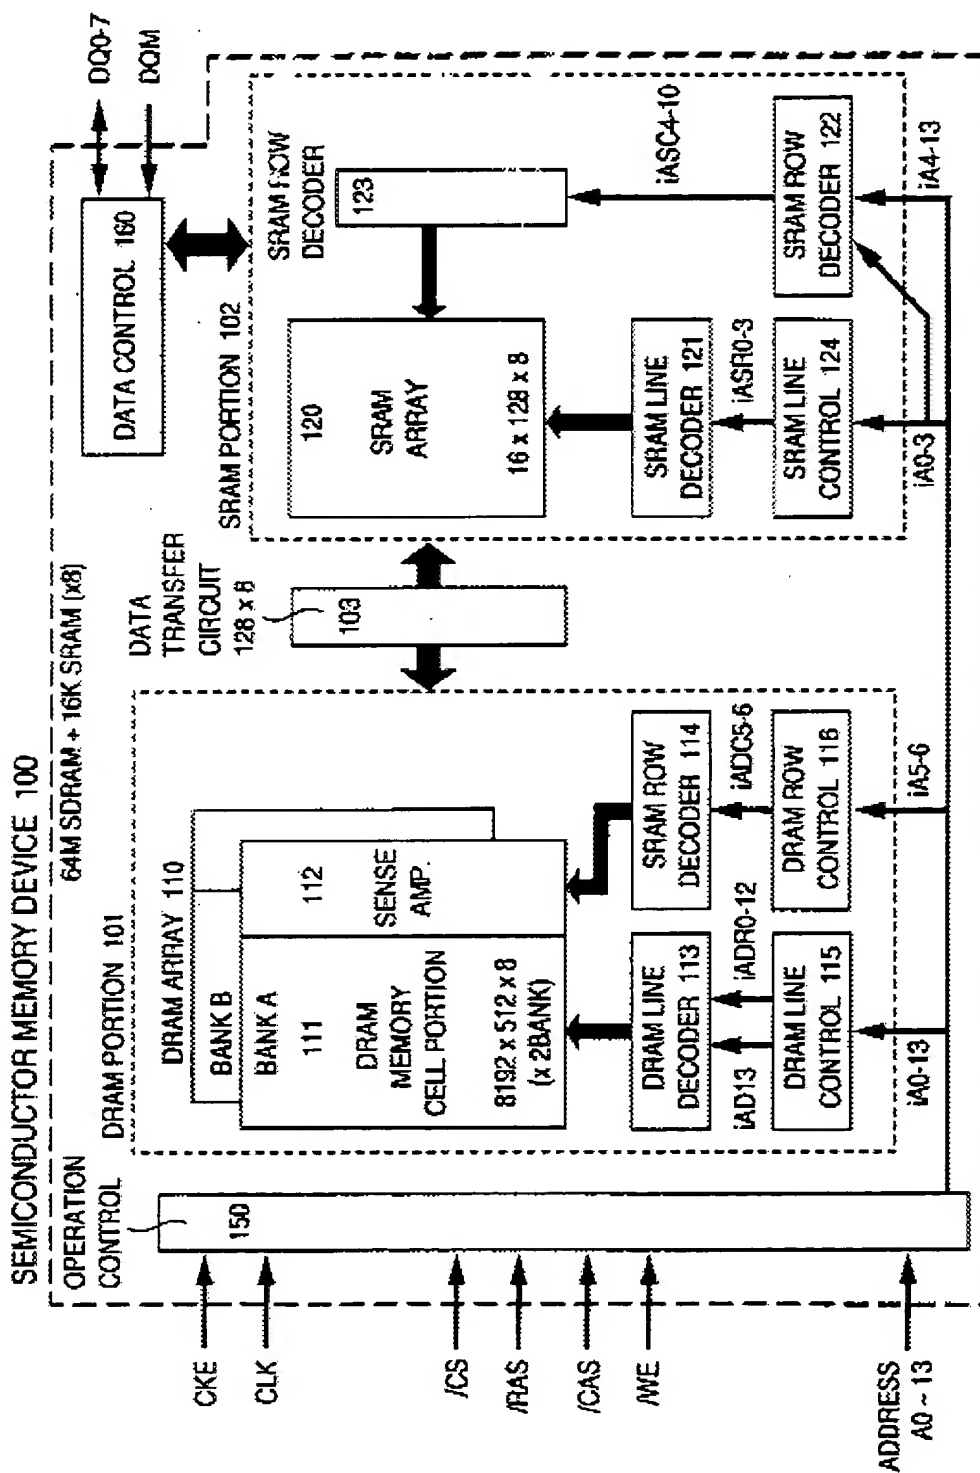 SEMICONDUCTOR MEMORY DEVICE 100
64M SDRAM + 16K SRAM (x8)
OPERATION
CONTROL
150
CKE
CLK
/CS
/RAS
/CAS
/WE
ADDRESS
A0 ~ 13
DRAM PORTION 101
DRAM ARRAY 110
BANK B
BANK A
111
DRAM
MEMORY
CELL PORTION
8192 x 512 x 8
(x 2BANK)
112
SENSE
AMP.
DRAM LINE
DECODER 113
SRAM ROW
DECODER 114
iAD13
iADR0-12
iADC5-6
DRAM LINE
CONTROL 115
DRAM ROW
CONTROL 116
iA0-13
iA5-6
DATA
TRANSFER
CIRCUIT
128 x 8
103
SRAM PORTION 102
120
SRAM
ARRAY
16 x 128 x 8
SRAM ROW
DECODER
123
SRAM LINE
DECODER 121
iASR0-3
iASC4-10
SRAM LINE
CONTROL 124
SRAM ROW
DECODER 122
iA0-3
iA4-13
DATA CONTROL 160
DQ0-7
DQM